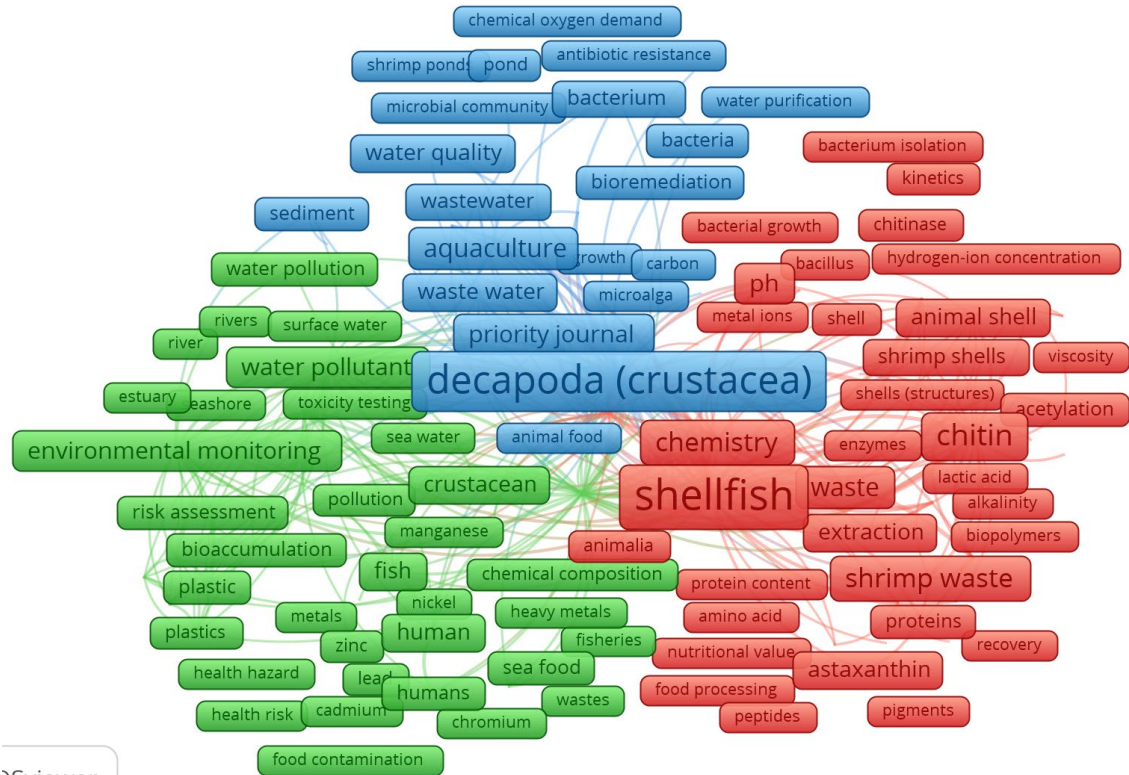 chemical oxygen demand
shrimp ponds
pond
antibiotic resistance
microbial community
bacterium
water purification
water quality
bacteria
bacterium isolation
kinetics
bioremediation
wastewater
sediment
bacterial growth
chitinase
aquaculture
growth
carbon
bacillus
hydrogen-ion concentration
water pollution
waste water
microalga
ph
rivers
surface water
metal ions
shell
animal shell
river
priority journal
shrimp shells
viscosity
water pollutant
decapoda (crustacea)
estuary
eashore
toxicity testing
shells (structures)
acetylation
sea water
animal food
chemistry
enzymes
chitin
environmental monitoring
crustacean
shellfish
waste
lactic acid
pollution
alkalinity
risk assessment
manganese
extraction
biopolymers
bioaccumulation
animalia
fish
chemical composition
protein content
shrimp waste
plastic
nickel
metals
heavy metals
amino acid
proteins
plastics
zinc
human
fisheries
nutritional value
recovery
health hazard
lead
humans
sea food
astaxanthin
food processing
wastes
health risk
cadmium
chromium
peptides
pigments
food contamination